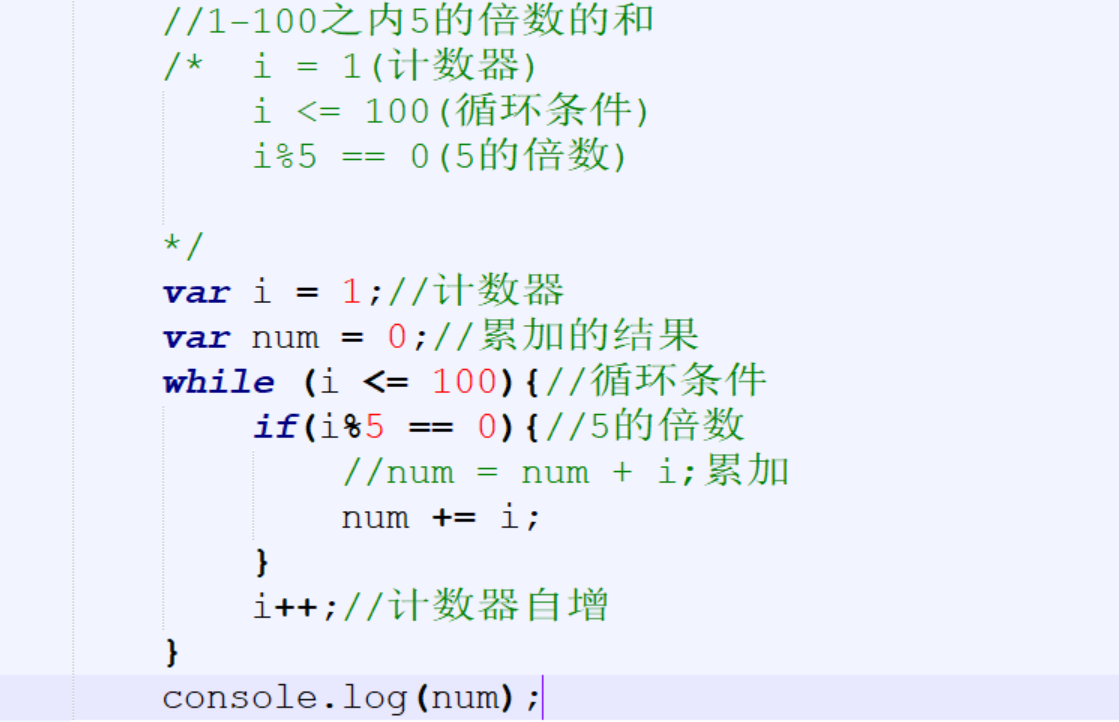 //1-100之内5的倍数的和
/*  i = 1(计数器)
    i <= 100(循环条件)
    i%5 == 0(5的倍数)
*/
var i = 1;//计数器
var num = 0;//累加的结果
while (i <= 100){//循环条件
    if(i%5 == 0){//5的倍数
        //num = num + i;累加
        num += i;
    }
    i++;//计数器自增
}
console.log(num);